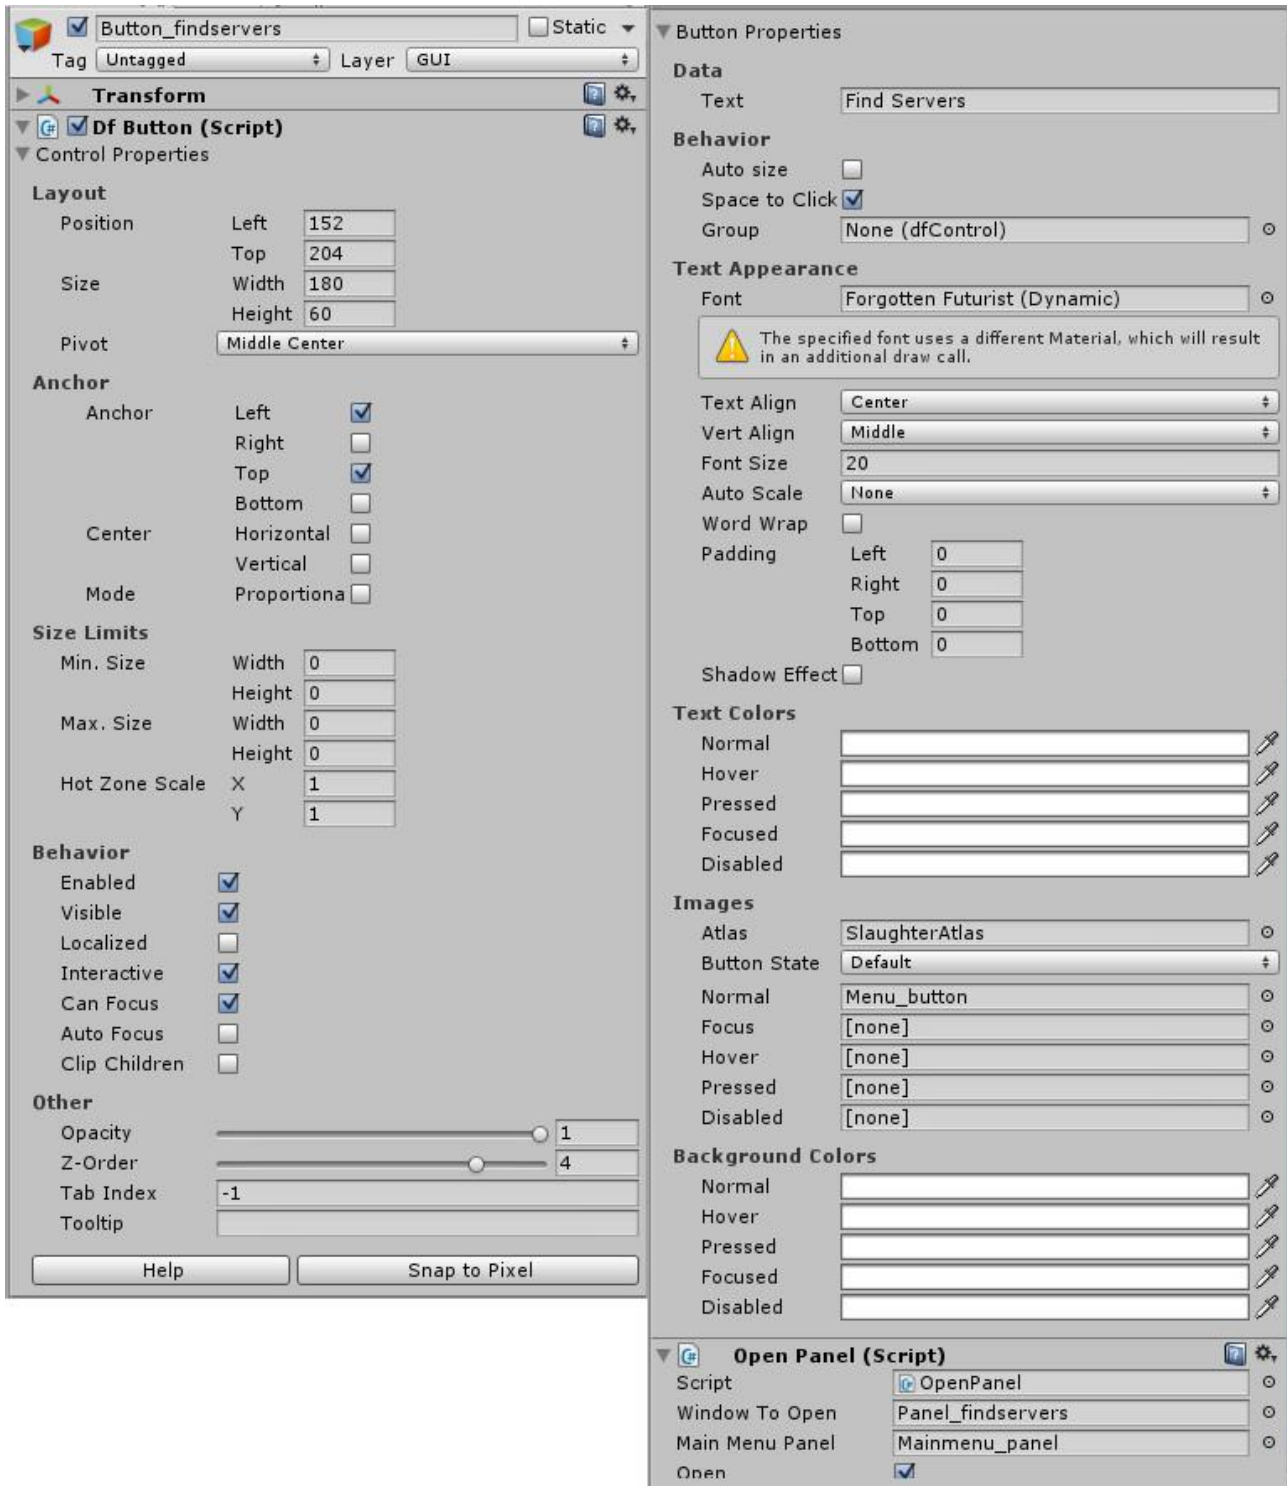 Button_findservers Static
Tag Untagged Layer GUI
Transform
Df Button (Script)
Control Properties
Layout
Position Left 152
Top 204
Size Width 180
Height 60
Pivot Middle Center
Anchor
Anchor Left
Right
Top
Bottom
Center Horizontal
Vertical
Mode Proportiona
Size Limits
Min. Size Width 0
Height 0
Max. Size Width 0
Height 0
Hot Zone Scale X 1
Y 1
Behavior
Enabled
Visible
Localized
Interactive
Can Focus
Auto Focus
Clip Children
Other
Opacity 1
Z-Order 4
Tab Index -1
Tooltip
Help Snap to Pixel
Button Properties
Data
Text Find Servers
Behavior
Auto size
Space to Click
Group None (dfControl)
Text Appearance
Font Forgotten Futurist (Dynamic)
The specified font uses a different Material, which will result
in an additional draw call.
Text Align Center
Vert Align Middle
Font Size 20
Auto Scale None
Word Wrap
Padding Left 0
Right 0
Top 0
Bottom 0
Shadow Effect
Text Colors
Normal
Hover
Pressed
Focused
Disabled
Images
Atlas SlaughterAtlas
Button State Default
Normal Menu_button
Focus [none]
Hover [none]
Pressed [none]
Disabled [none]
Background Colors
Normal
Hover
Pressed
Focused
Disabled
Open Panel (Script)
Script OpenPanel
Window To Open Panel_findservers
Main Menu Panel Mainmenu_panel
Open